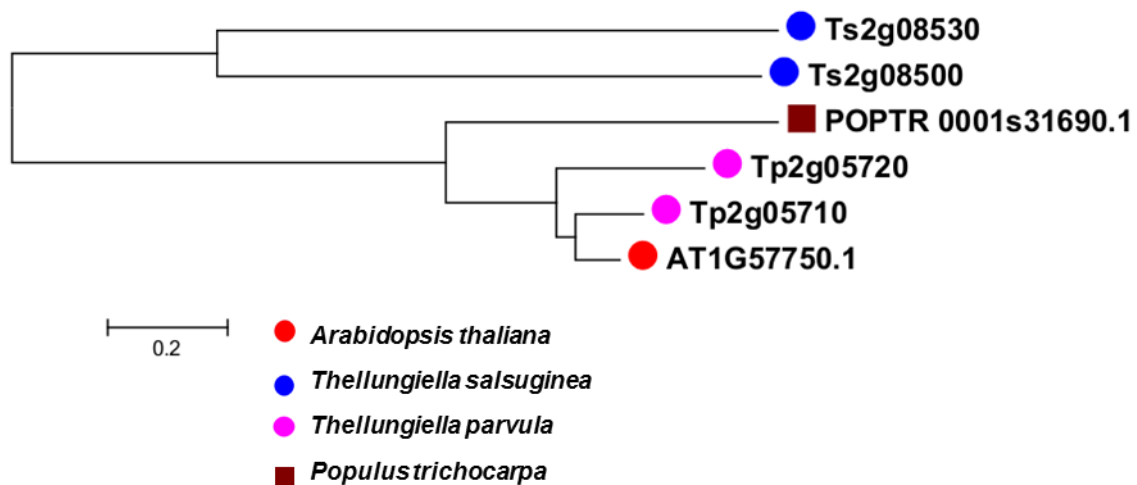 Ts2g08530
Ts2g08500
POPTR 0001s31690.1
Tp2g05720
Tp2g05710
AT1G57750.1
0.2
Arabidopsis thaliana
Thellungiella salsuginea
Thellungiella parvula
Populus trichocarpa